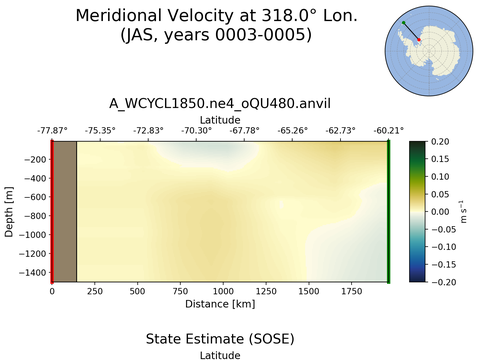 Meridional Velocity at 318.0° Lon.
(JAS, years 0003-0005)
A_WCYCL1850.ne4_oQU480.anvil
Latitude
-77.87° -75.35° -72.83° -70.30° -67.78° -65.26° -62.73° -60.21°
Depth [m]
−200
−400
−600
−800
−1000
−1200
−1400
0 250 500 750 1000 1250 1500 1750
Distance [km]
0.20
0.15
0.10
0.05
0.00
−0.05
−0.10
−0.15
−0.20
m s⁻¹
State Estimate (SOSE)
Latitude